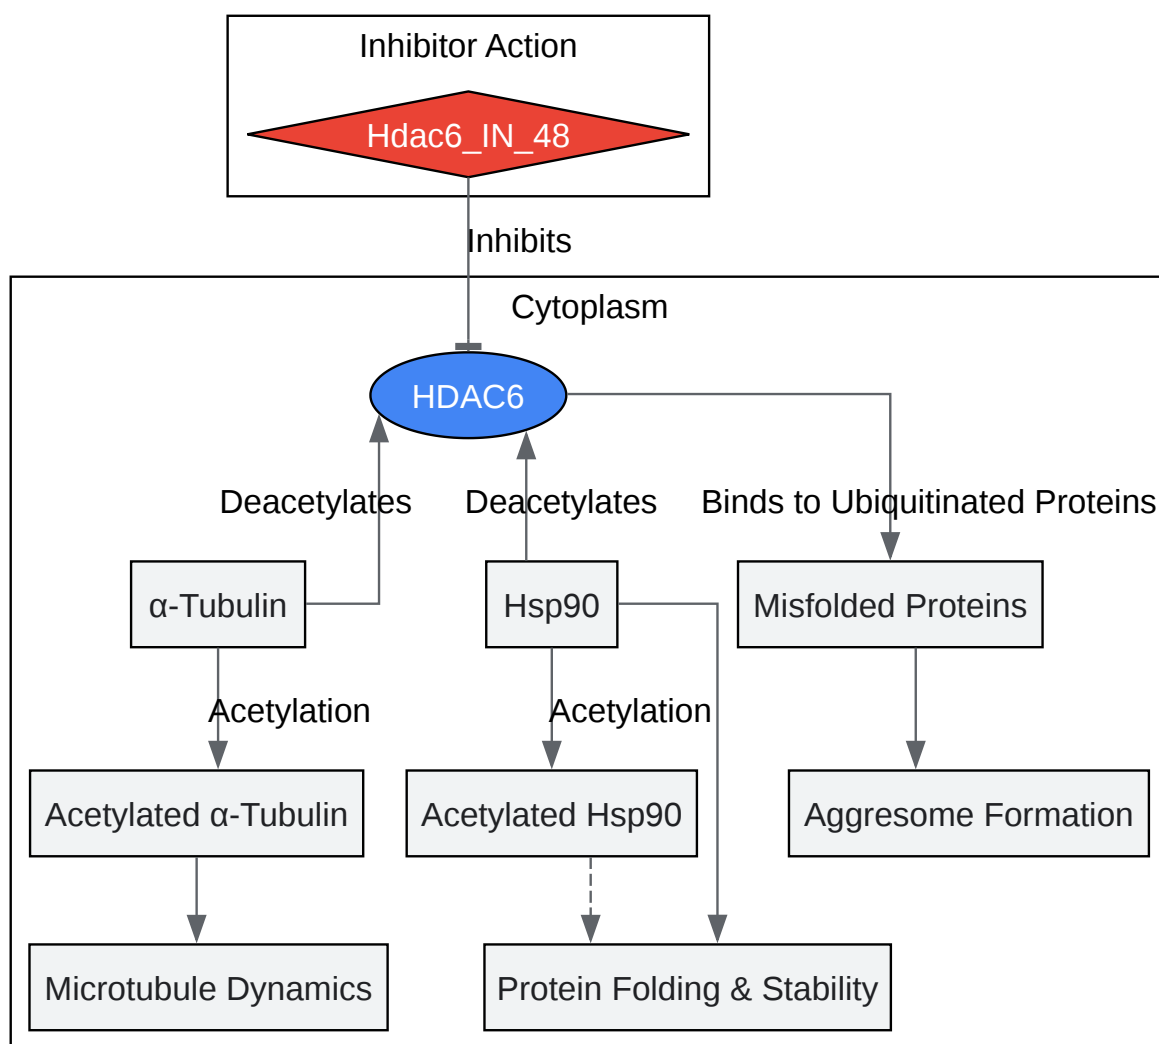 Inhibitor Action
Hdac6_IN_48
Inhibits
Cytoplasm
HDAC6
Deacetylates
Deacetylates
Binds to Ubiquitinated Proteins
α-Tubulin
Hsp90
Misfolded Proteins
Acetylation
Acetylation
Acetylated α-Tubulin
Acetylated Hsp90
Aggresome Formation
Microtubule Dynamics
Protein Folding & Stability